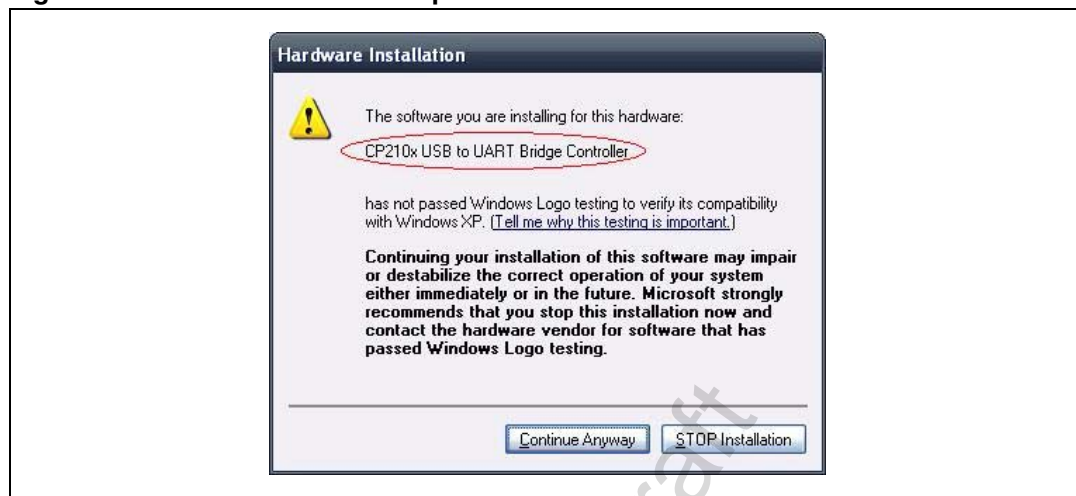 Hardware Installation
The software you are installing for this hardware:
CP210x USB to UART Bridge Controller
has not passed Windows Logo testing to verify its compatibility
with Windows XP. (Tell me why this testing is important.)
Continuing your installation of this software may impair
or destabilize the correct operation of your system
either immediately or in the future. Microsoft strongly
recommends that you stop this installation now and
contact the hardware vendor for software that has
passed Windows Logo testing.
Continue Anyway STOP Installation